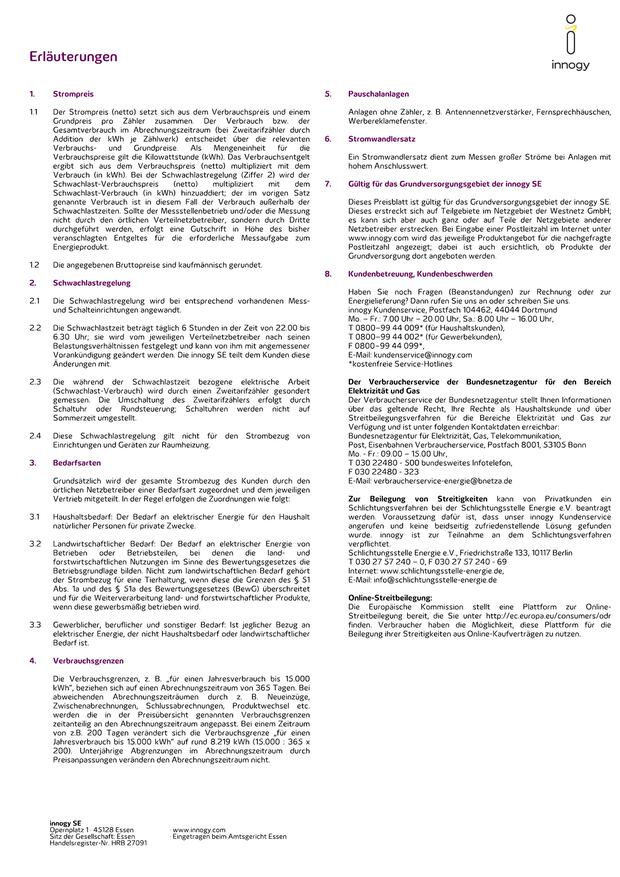 innogy
Erläuterungen
1. Strompreis
1.1 Der Strompreis (netto) setzt sich aus dem Verbrauchspreis und einem
Grundpreis pro Zähler zusammen. Der Verbrauch bzw. der
Gesamtverbrauch im Abrechnungszeitraum (bei Zweitarifzähler durch
Addition der kWh je Zählwerk) entscheidet über die relevanten
Verbrauchs- und Grundpreise. Als Mengeneinheit für die
Verbrauchspreise gilt die Kilowattstunde (kWh). Das Verbrauchsentgelt
ergibt sich aus dem Verbrauchspreis (netto) multipliziert mit dem
Verbrauch (in kWh). Bei der Schwachlastregelung (Ziffer 2) wird der
Schwachlast-Verbrauchspreis (netto) multipliziert mit dem
Schwachlast-Verbrauch (in kWh) hinzuaddiert; der im vorigen Satz
genannte Verbrauch ist in diesem Fall der Verbrauch außerhalb der
Schwachlastzeiten. Sollte der Messstellenbetrieb und/oder die Messung
nicht durch den örtlichen Verteilnetzbetreiber, sondern durch Dritte
durchgeführt werden, erfolgt eine Gutschrift in Höhe des bisher
veranschlagten Entgeltes für die erforderliche Messaufgabe zum
Energieprodukt.
1.2 Die angegebenen Bruttopreise sind kaufmännisch gerundet.
2. Schwachlastregelung
2.1 Die Schwachlastregelung wird bei entsprechend vorhandenen Mess-
und Schalteinrichtungen angewandt.
2.2 Die Schwachlastzeit beträgt täglich 6 Stunden in der Zeit von 22.00 bis
6.30 Uhr; sie wird vom jeweiligen Verteilnetzbetreiber nach seinen
Belastungsverhältnissen festgelegt und kann von ihm mit angemessener
Vorankündigung geändert werden. Die innogy SE teilt dem Kunden diese
Änderungen mit.
2.3 Die während der Schwachlastzeit bezogene elektrische Arbeit
(Schwachlast-Verbrauch) wird durch einen Zweitarifzähler gesondert
gemessen. Die Umschaltung des Zweitarifzählers erfolgt durch
Schaltuhr oder Rundsteuerung; Schaltuhren werden nicht auf
Sommerzeit umgestellt.
2.4 Diese Schwachlastregelung gilt nicht für den Strombezug von
Einrichtungen und Geräten zur Raumheizung.
3. Bedarfsarten
Grundsätzlich wird der gesamte Strombezug des Kunden durch den
örtlichen Netzbetreiber einer Bedarfsart zugeordnet und dem jeweiligen
Vertrieb mitgeteilt. In der Regel erfolgen die Zuordnungen wie folgt:
3.1 Haushaltsbedarf: Der Bedarf an elektrischer Energie für den Haushalt
natürlicher Personen für private Zwecke.
3.2 Landwirtschaftlicher Bedarf: Der Bedarf an elektrischer Energie von
Betrieben oder Betriebsteilen, bei denen die land- und
forstwirtschaftlichen Nutzungen im Sinne des Bewertungsgesetzes die
Betriebsgrundlage bilden. Nicht zum landwirtschaftlichen Bedarf gehört
der Strombezug für eine Tierhaltung, wenn diese die Grenzen des § 51
Abs. 1a und des § 51a des Bewertungsgesetzes (BewG) überschreitet
und für die Weiterverarbeitung land- und forstwirtschaftlicher Produkte,
wenn diese gewerbsmäßig betrieben wird.
3.3 Gewerblicher, beruflicher und sonstiger Bedarf: Ist jeglicher Bezug an
elektrischer Energie, der nicht Haushaltsbedarf oder landwirtschaftlicher
Bedarf ist.
4. Verbrauchsgrenzen
Die Verbrauchsgrenzen, z. B. „für einen Jahresverbrauch bis 15.000
kWh“, beziehen sich auf einen Abrechnungszeitraum von 365 Tagen. Bei
abweichenden Abrechnungszeiträumen durch z. B. Neueinzüge,
Zwischenabrechnungen, Schlussabrechnungen, Produktwechsel etc.
werden die in der Preisübersicht genannten Verbrauchsgrenzen
zeitanteilig an den Abrechnungszeitraum angepasst. Bei einem Zeitraum
von z.B. 200 Tagen verändert sich die Verbrauchsgrenze „für einen
Jahresverbrauch bis 15.000 kWh“ auf rund 8.219 kWh (15.000 : 365 x
200). Unterjährige Abgrenzungen im Abrechnungszeitraum durch
Preisanpassungen verändern den Abrechnungszeitraum nicht.
5. Pauschalanlagen
Anlagen ohne Zähler, z. B. Antennennetzverstärker, Fernsprechhäuschen,
Werbereklamefenster.
6. Stromwandlersatz
Ein Stromwandlersatz dient zum Messen großer Ströme bei Anlagen mit
hohem Anschlusswert.
7. Gültig für das Grundversorgungsgebiet der innogy SE
Dieses Preisblatt ist gültig für das Grundversorgungsgebiet der innogy SE.
Dieses erstreckt sich auf Teilgebiete im Netzgebiet der Westnetz GmbH;
es kann sich aber auch ganz oder auf Teile der Netzgebiete anderer
Netzbetreiber erstrecken. Bei Eingabe einer Postleitzahl im Internet unter
www.innogy.com wird das jeweilige Produktangebot für die nachgefragte
Postleitzahl angezeigt; dabei ist auch ersichtlich, ob Produkte der
Grundversorgung dort angeboten werden.
8. Kundenbetreuung, Kundenbeschwerden
Haben Sie noch Fragen (Beanstandungen) zur Rechnung oder zur
Energielieferung? Dann rufen Sie uns an oder schreiben Sie uns.
innogy Kundenservice, Postfach 104462, 44044 Dortmund
Mo. – Fr.: 7.00 Uhr – 20.00 Uhr, Sa.: 8.00 Uhr – 16.00 Uhr,
T 0800–99 44 009* (für Haushaltskunden),
T 0800–99 44 002* (für Gewerbekunden),
F 0800–99 44 099*,
E-Mail: kundenservice@innogy.com
*kostenfreie Service-Hotlines
Der Verbraucherservice der Bundesnetzagentur für den Bereich
Elektrizität und Gas
Der Verbraucherservice der Bundesnetzagentur stellt Ihnen Informationen
über das geltende Recht, Ihre Rechte als Haushaltskunde und über
Streitbeilegungsverfahren für die Bereiche Elektrizität und Gas zur
Verfügung und ist unter folgenden Kontaktdaten erreichbar:
Bundesnetzagentur für Elektrizität, Gas, Telekommunikation,
Post, Eisenbahnen Verbraucherservice, Postfach 8001, 53105 Bonn
Mo. - Fr.: 09.00 – 15.00 Uhr,
T 030 22480 - 500 bundesweites Infotelefon,
F 030 22480 - 323
E-Mail: verbraucherservice-energie@bnetza.de
Zur Beilegung von Streitigkeiten kann von Privatkunden ein
Schlichtungsverfahren bei der Schlichtungsstelle Energie e.V. beantragt
werden. Voraussetzung dafür ist, dass unser innogy Kundenservice
angerufen und keine beidseitig zufriedenstellende Lösung gefunden
wurde. innogy ist zur Teilnahme an dem Schlichtungsverfahren
verpflichtet.
Schlichtungsstelle Energie e.V., Friedrichstraße 133, 10117 Berlin
T 030 27 57 240 – 0, F 030 27 57 240 - 69
Internet: www.schlichtungsstelle-energie.de,
E-Mail: info@schlichtungsstelle-energie.de
Online-Streitbeilegung:
Die Europäische Kommission stellt eine Plattform zur Online-
Streitbeilegung bereit, die Sie unter http://ec.europa.eu/consumers/odr
finden. Verbraucher haben die Möglichkeit, diese Plattform für die
Beilegung ihrer Streitigkeiten aus Online-Kaufverträgen zu nutzen.
innogy SE
Opernplatz 1 · 45128 Essen · www.innogy.com
Sitz der Gesellschaft: Essen · Eingetragen beim Amtsgericht Essen
Handelsregister-Nr. HRB 27091